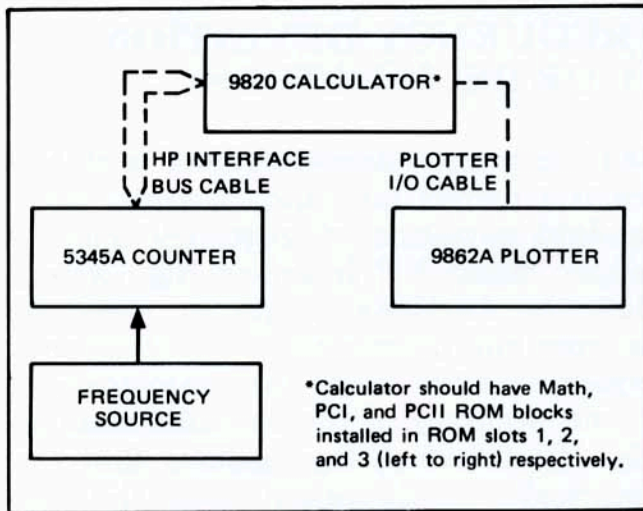 9820 CALCULATOR*
HP INTERFACE
BUS CABLE
PLOTTER
I/O CABLE
5345A COUNTER
9862A PLOTTER
FREQUENCY
SOURCE
*Calculator should have Math,
PCI, and PCII ROM blocks
installed in ROM slots 1, 2,
and 3 (left to right) respectively.